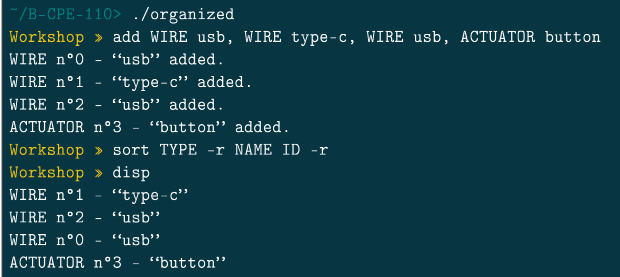 ~/B-CPE-110> ./organized
Workshop » add WIRE usb, WIRE type-c, WIRE usb, ACTUATOR button
WIRE n°0 - “usb” added.
WIRE n°1 - “type-c” added.
WIRE n°2 - “usb” added.
ACTUATOR n°3 - “button” added.
Workshop » sort TYPE -r NAME ID -r
Workshop » disp
WIRE n°1 - “type-c”
WIRE n°2 - “usb”
WIRE n°0 - “usb”
ACTUATOR n°3 - “button”